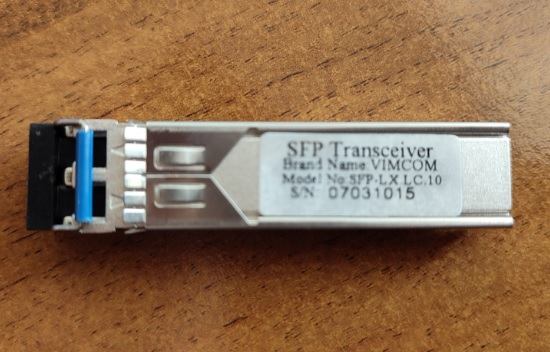 SFP Transceiver
Brand Name VIMCOM
Model No SFP-LX LC.10
S/N: 07031015